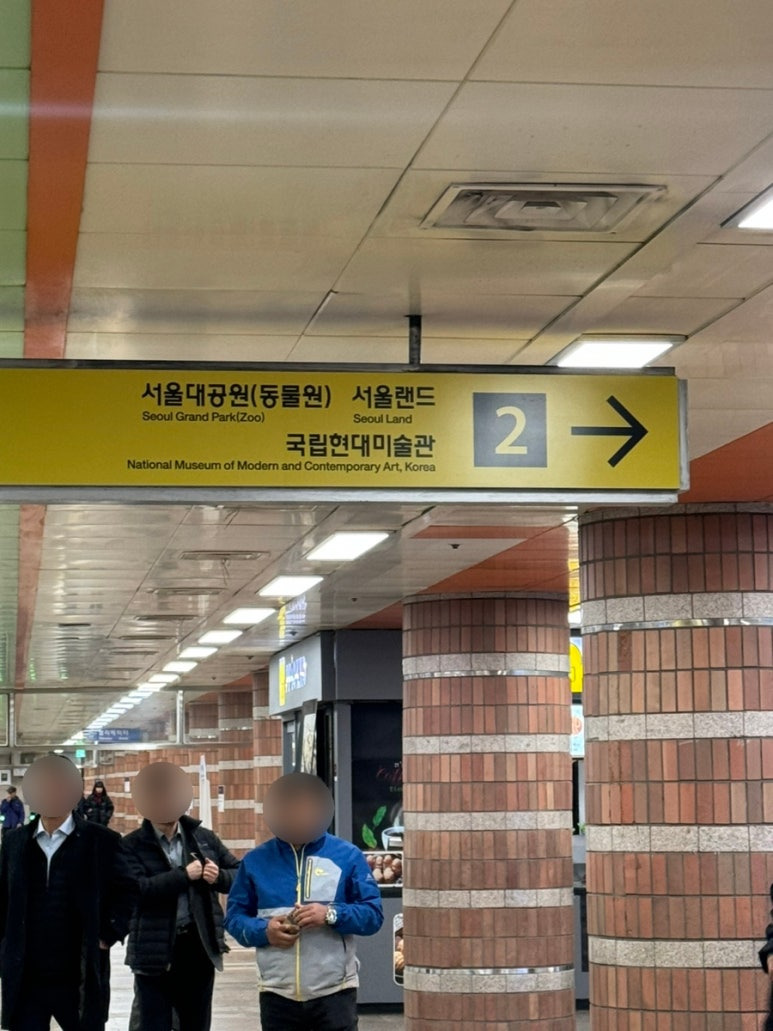 서울대공원(동물원) 서울랜드
Seoul Grand Park(Zoo) Seoul Land
국립현대미술관
National Museum of Modern and Contemporary Art, Korea
2